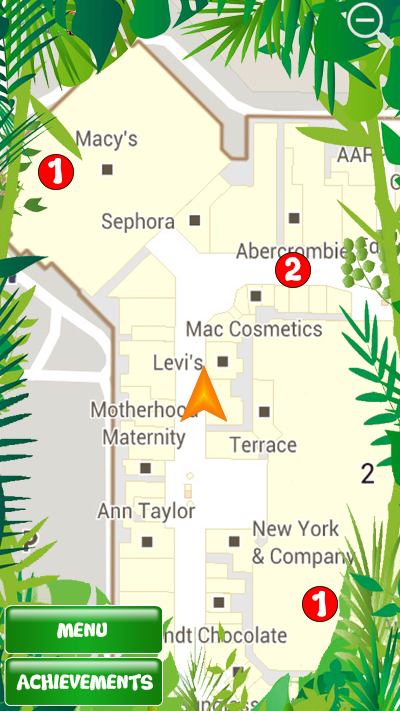 Macy's
AAR
1
Sephora
Abercrombie
2
Mac Cosmetics
Levi's
Motherhood
Maternity
Terrace
2
Ann Taylor
New York
& Company
1
MENU
ndt Chocolate
ACHIEVEMENTS